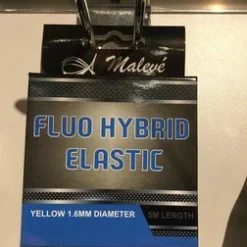 Malevé
FLUO HYBRID
ELASTIC
YELLOW 1.6MM DIAMETER
5M LENGTH